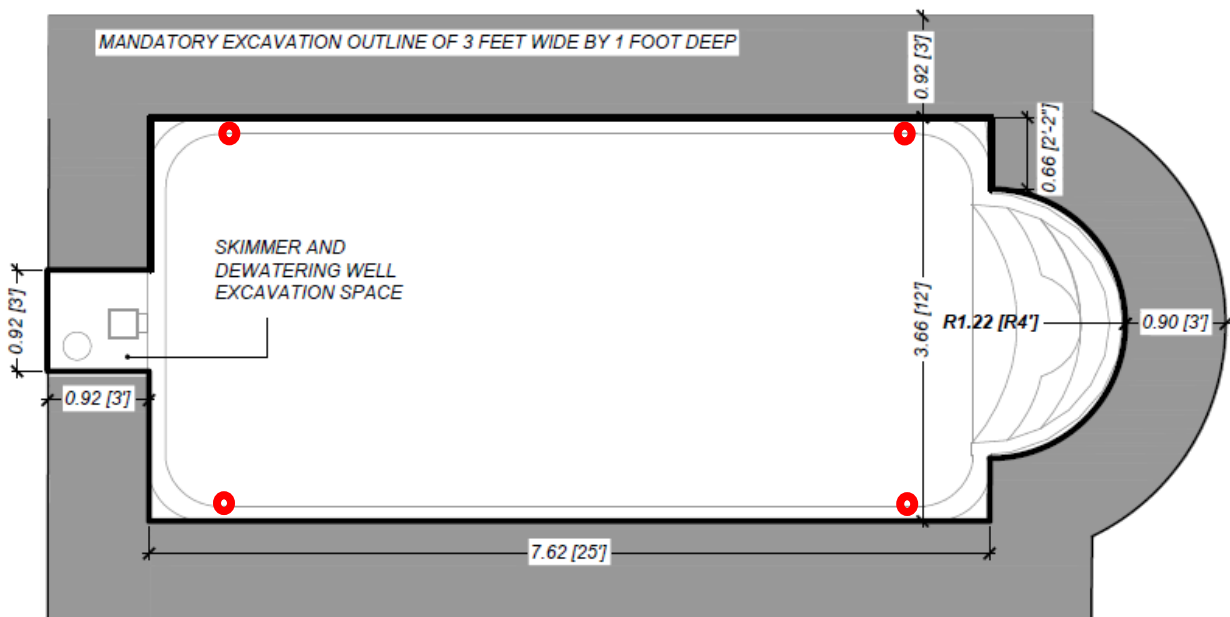 MANDATORY EXCAVATION OUTLINE OF 3 FEET WIDE BY 1 FOOT DEEP
0.92 [3']
0.66 [2'-2"]
SKIMMER AND
DEWATERING WELL
EXCAVATION SPACE
0.92 [3']
3.66 [12']
R1.22 [R4']
0.90 [3']
0.92 [3']
7.62 [25']